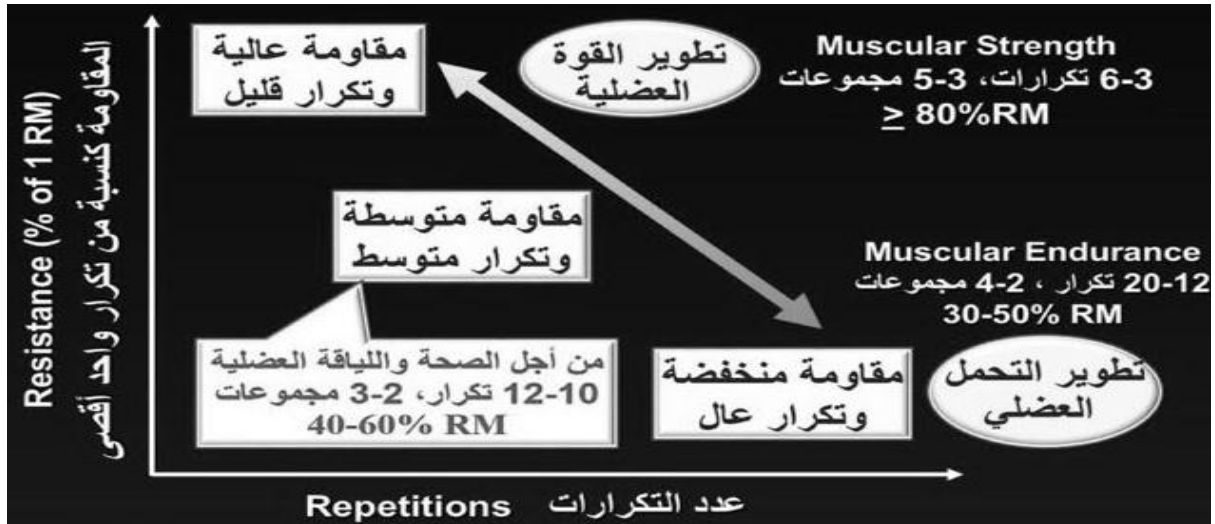 مقاومة عالية
وتكرار قليل
تطوير القوة
العضلية
Muscular Strength
6-3 تكرارات، 3-5 مجموعات
≥ 80%RM
مقاومة متوسطة
وتكرار متوسط
من أجل الصحة واللياقة العضلية
10-12 تكرار، 2-3 مجموعات
40-60% RM
Muscular Endurance
12-20 تكرار ، 2-4 مجموعات
30-50% RM
مقاومة منخفضة
وتكرار عال
تطوير التحمل
العضلي
Resistance (% of 1 RM)
المقاومة كنسبة من تكرار واحد أقصى
Repetitions عدد التكرارات